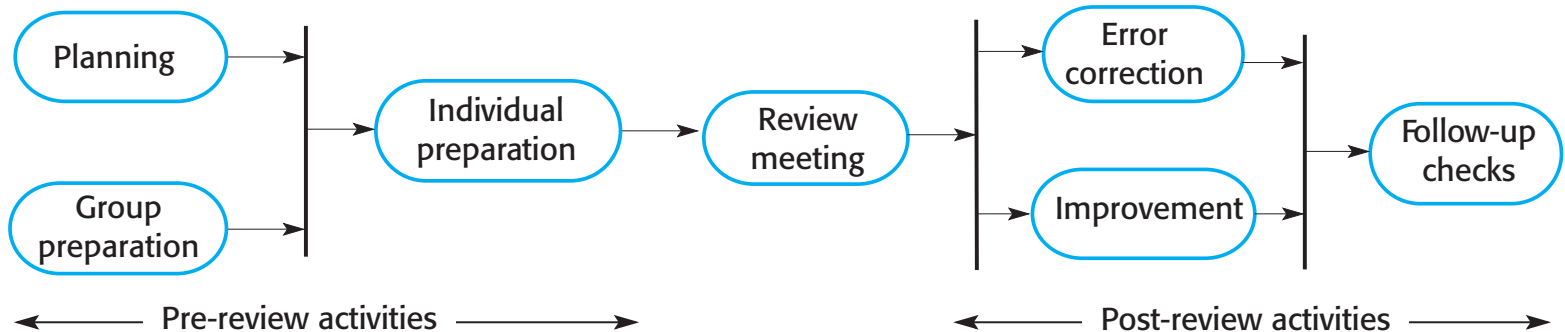 Planning
Group
preparation
Individual
preparation
Review
meeting
Error
correction
Improvement
Follow-up
checks
Pre-review activities
Post-review activities